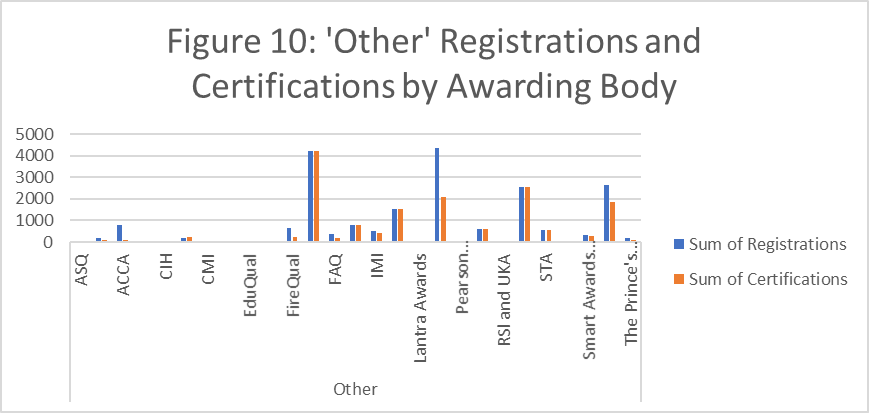 Figure 10: 'Other' Registrations and
Certifications by Awarding Body
5000
4000
3000
2000
1000
0
ASQ
ACCA
CIH
CMI
EduQual
FireQual
FAQ
IMI
Lantra Awards
Pearson…
RSI and UKA
STA
Smart Awards…
The Prince's…
Other
Sum of Registrations
Sum of Certifications